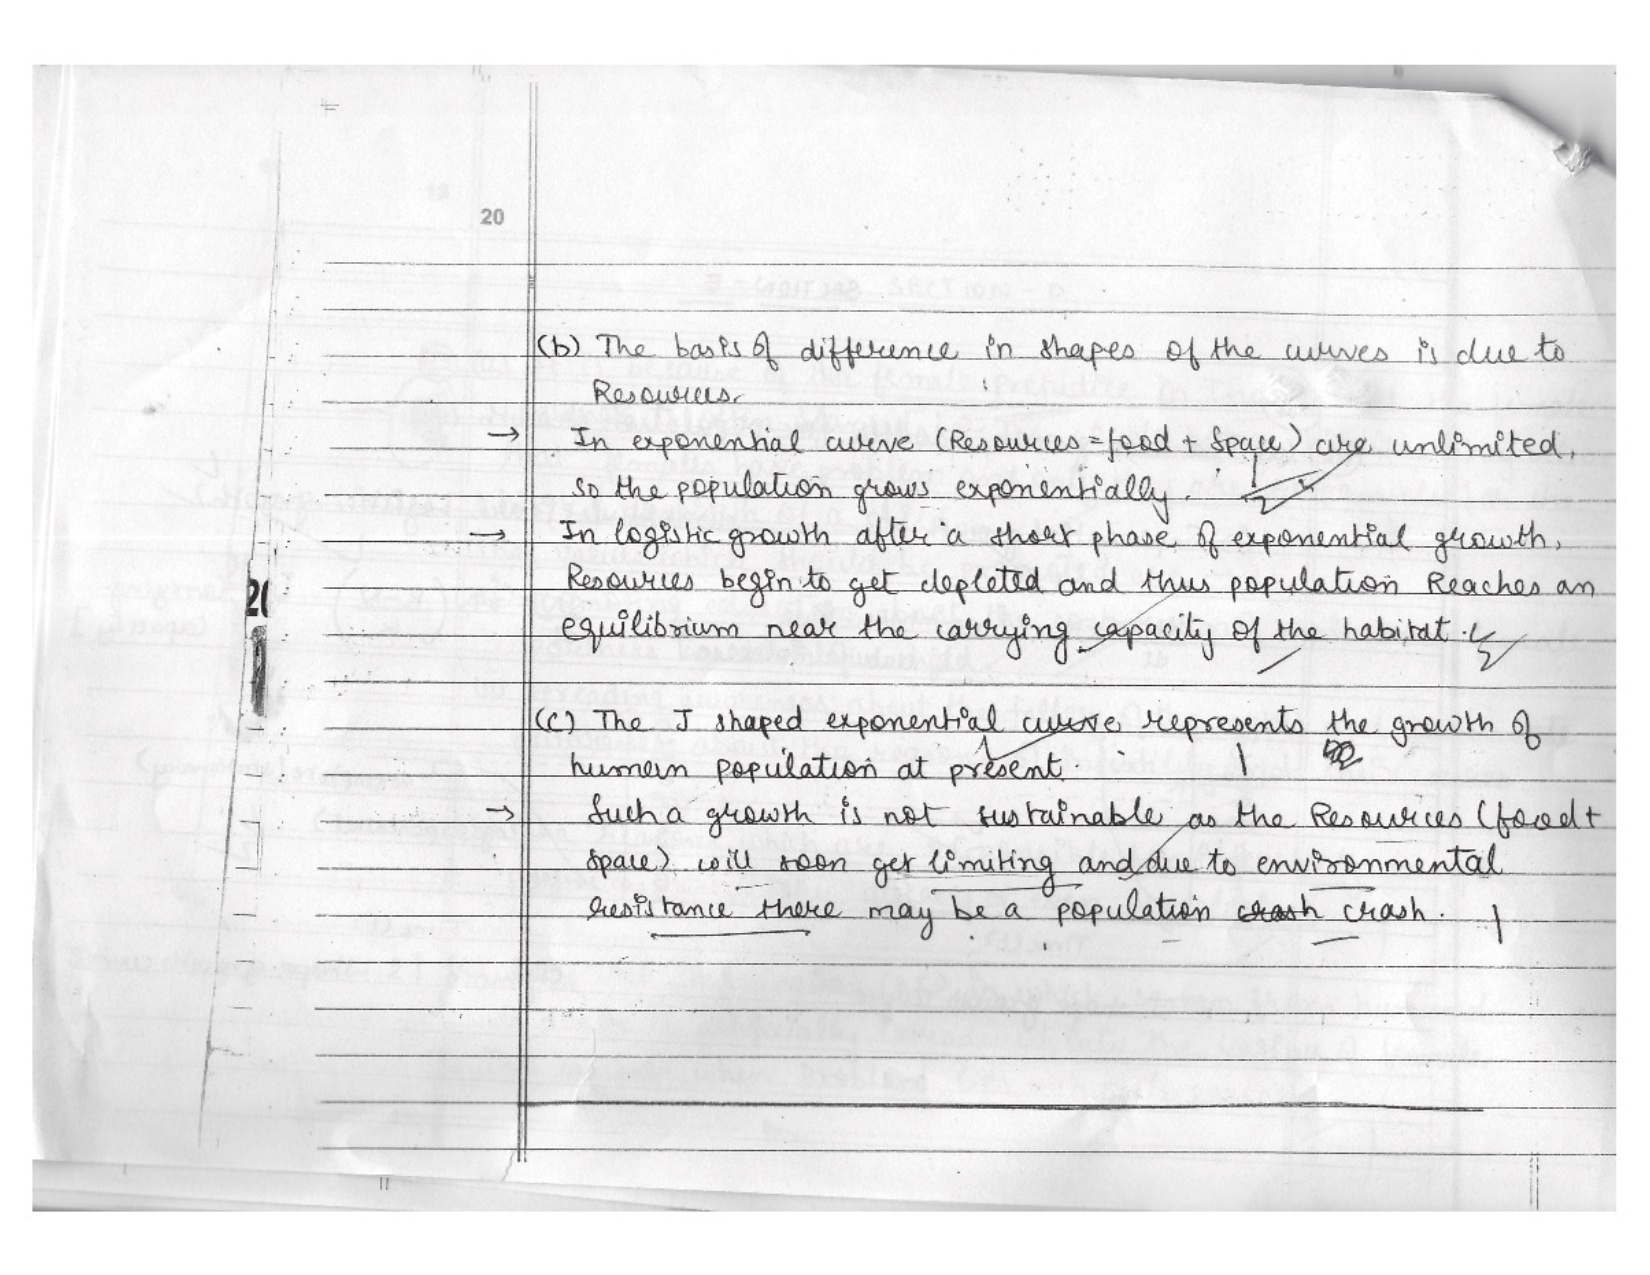 20
(b) The basis of difference in shapes of the curves is due to
Resources.
→ In exponential curve (Resources = food + Space) are unlimited,
so the population grows exponentially. 1/2
→ In logistic growth after a short phase of exponential growth,
Resources begin to get depleted and thus population Reaches an
equilibrium near the carrying capacity of the habitat. 1/2
(c) The J shaped exponential curve represents the growth of
human population at present. 1
→ Such a growth is not sustainable as the Resources (food +
space) will soon get limiting and due to environmental
resistance there may be a population crash crash. 1